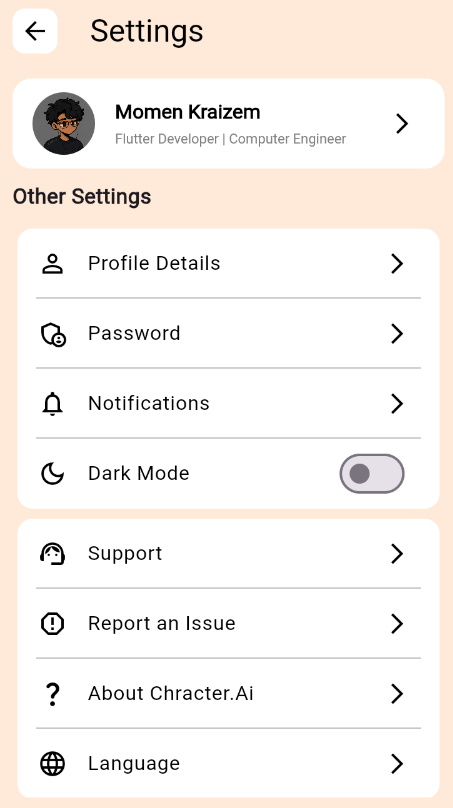 Settings
Momen Kraizem
Flutter Developer | Computer Engineer
Other Settings
Profile Details
Password
Notifications
Dark Mode
Support
Report an Issue
About Chracter.Ai
Language